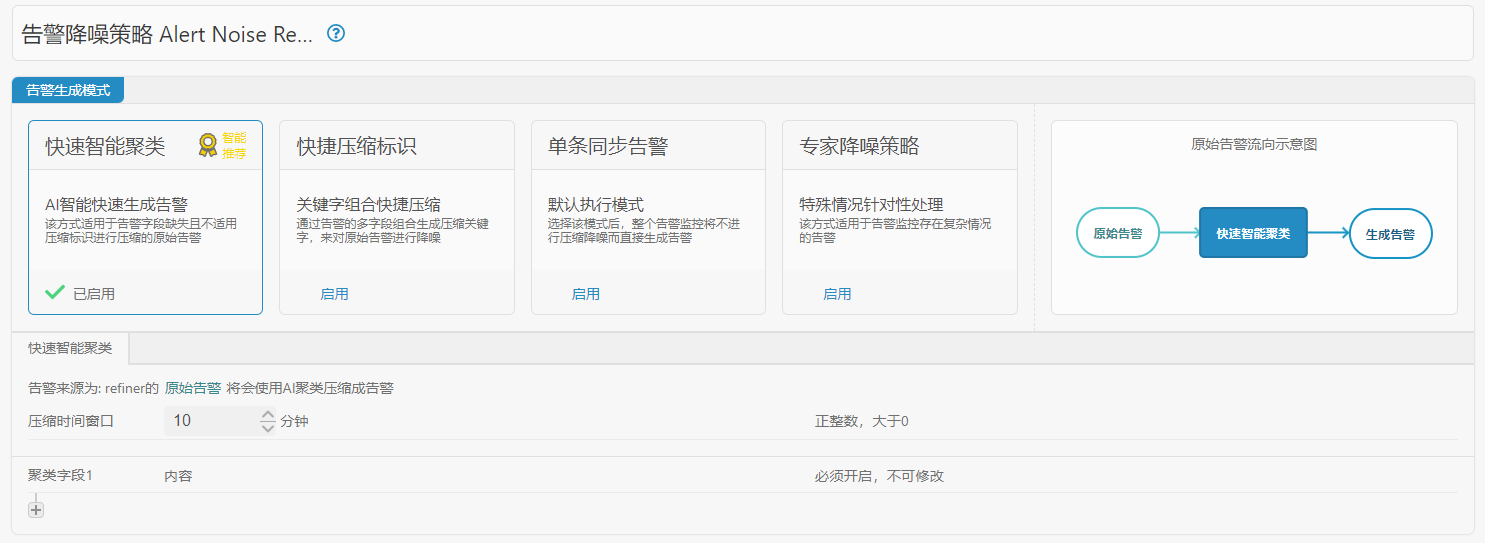 告警降噪策略 Alert Noise Re...
告警生成模式
快速智能聚类
智能
推荐
AI智能快速生成告警
该方式适用于告警字段缺失且不适用
压缩标识进行压缩的原始告警
已启用
快捷压缩标识
关键字组合快捷压缩
通过告警的多字段组合生成压缩关键
字，来对原始告警进行降噪
启用
单条同步告警
默认执行模式
选择该模式后，整个告警监控将不进
行压缩降噪而直接生成告警
启用
专家降噪策略
特殊情况针对性处理
该方式适用于告警监控存在复杂情况
的告警
启用
原始告警流向示意图
原始告警
快速智能聚类
生成告警
快速智能聚类
告警来源为: refiner的 原始告警 将会使用AI聚类压缩成告警
压缩时间窗口 10 分钟 正整数，大于0
聚类字段1 内容 必须开启，不可修改